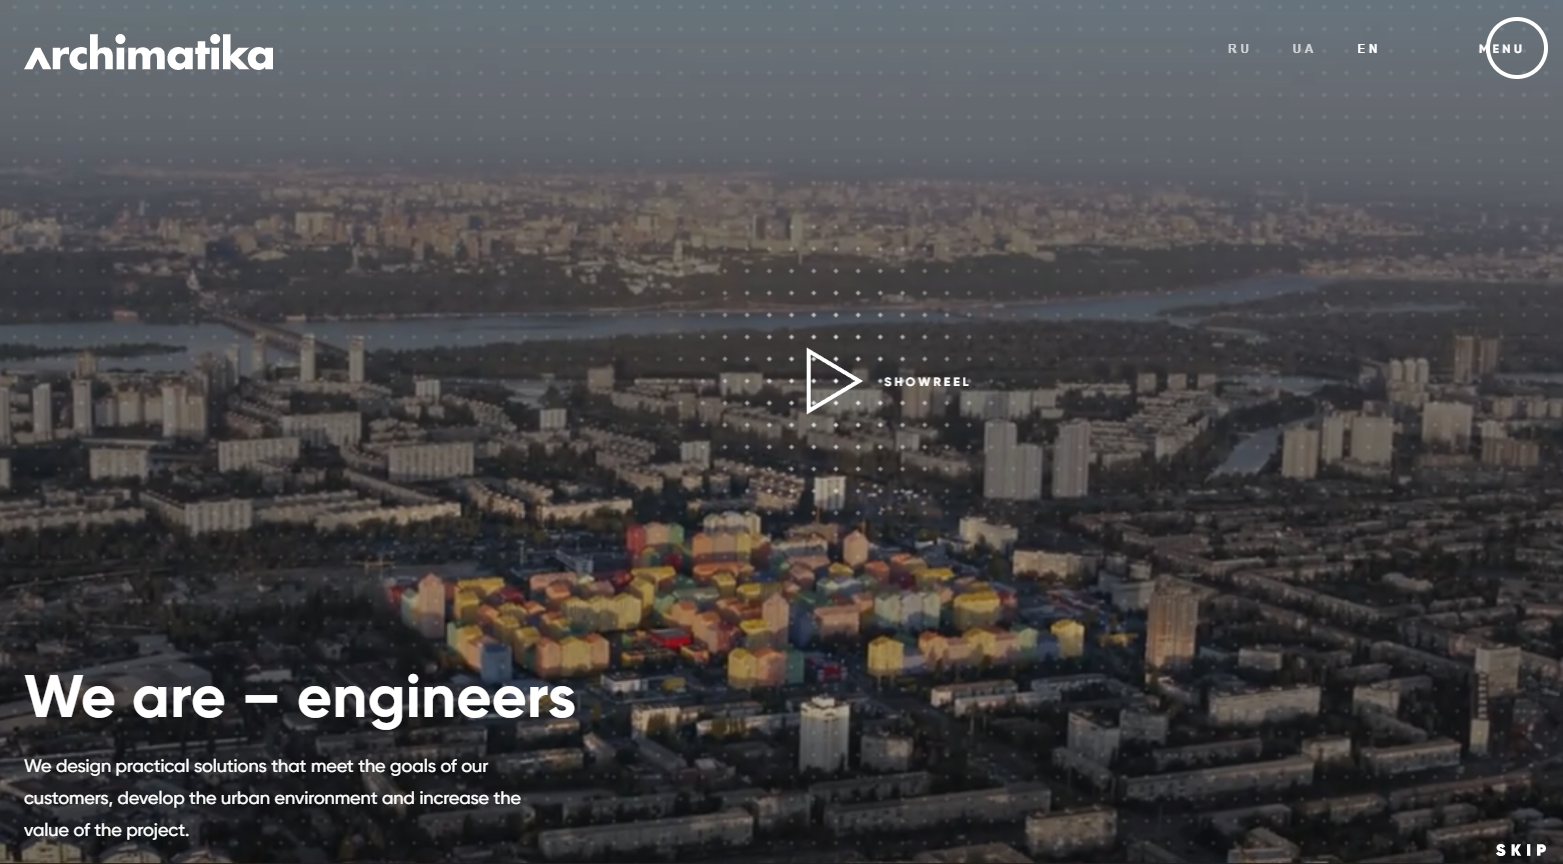 archimatika
RU UA EN MENU
SHOWREEL
We are – engineers
We design practical solutions that meet the goals of our
customers, develop the urban environment and increase the
value of the project.
SKIP